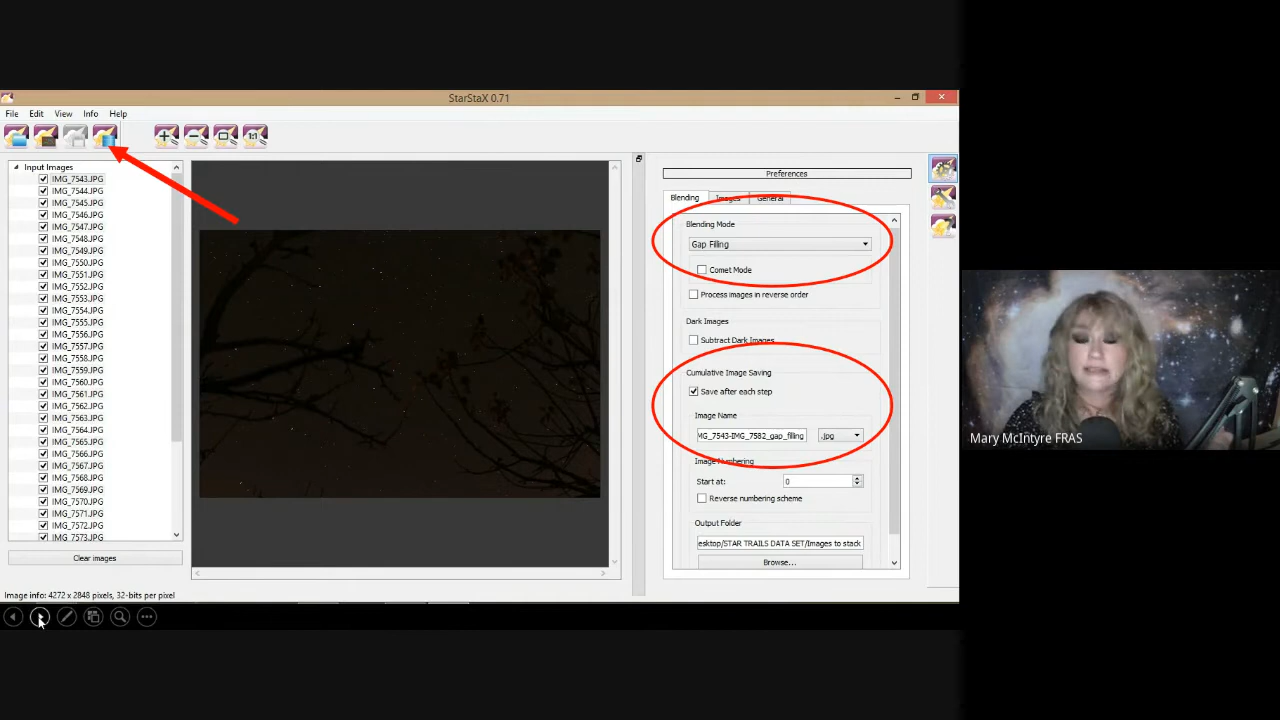 StarStaX 0.71
File Edit View Info Help
1:1
Input Images
IMG_7543.JPG
IMG_7544.JPG
IMG_7545.JPG
IMG_7546.JPG
IMG_7547.JPG
IMG_7548.JPG
IMG_7549.JPG
IMG_7550.JPG
IMG_7551.JPG
IMG_7552.JPG
IMG_7553.JPG
IMG_7554.JPG
IMG_7555.JPG
IMG_7556.JPG
IMG_7557.JPG
IMG_7558.JPG
IMG_7559.JPG
IMG_7560.JPG
IMG_7561.JPG
IMG_7562.JPG
IMG_7563.JPG
IMG_7564.JPG
IMG_7565.JPG
IMG_7566.JPG
IMG_7567.JPG
IMG_7568.JPG
IMG_7569.JPG
IMG_7570.JPG
IMG_7571.JPG
IMG_7572.JPG
IMG_7573.JPG
Clear images
Image info: 4272 x 2848 pixels, 32-bits per pixel
Preferences
Blending Images General
Blending Mode
Gap Filling
Comet Mode
Process images in reverse order
Dark Images
Subtract Dark Images
Cumulative Image Saving
Save after each step
Image Name
MG_7543-IMG_7582_gap_filling .jpg
Image Numbering
Start at: 0
Reverse numbering scheme
Output Folder
esktop/STAR TRAILS DATA SET/Images to stack
Browse...
Mary McIntyre FRAS